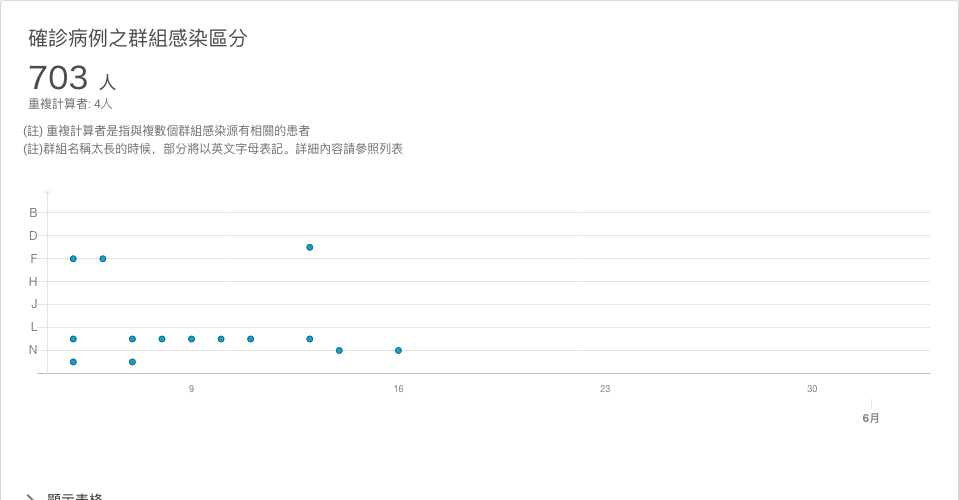 確診病例之群組感染區分
703 人
重複計算者: 4人
(註) 重複計算者是指與複數個群組感染源有相關的患者
(註)群組名稱太長的時候，部分將以英文字母表記。詳細內容請參照列表
B
D
F
H
J
L
N
9 16 23 30
6月
顯示表格